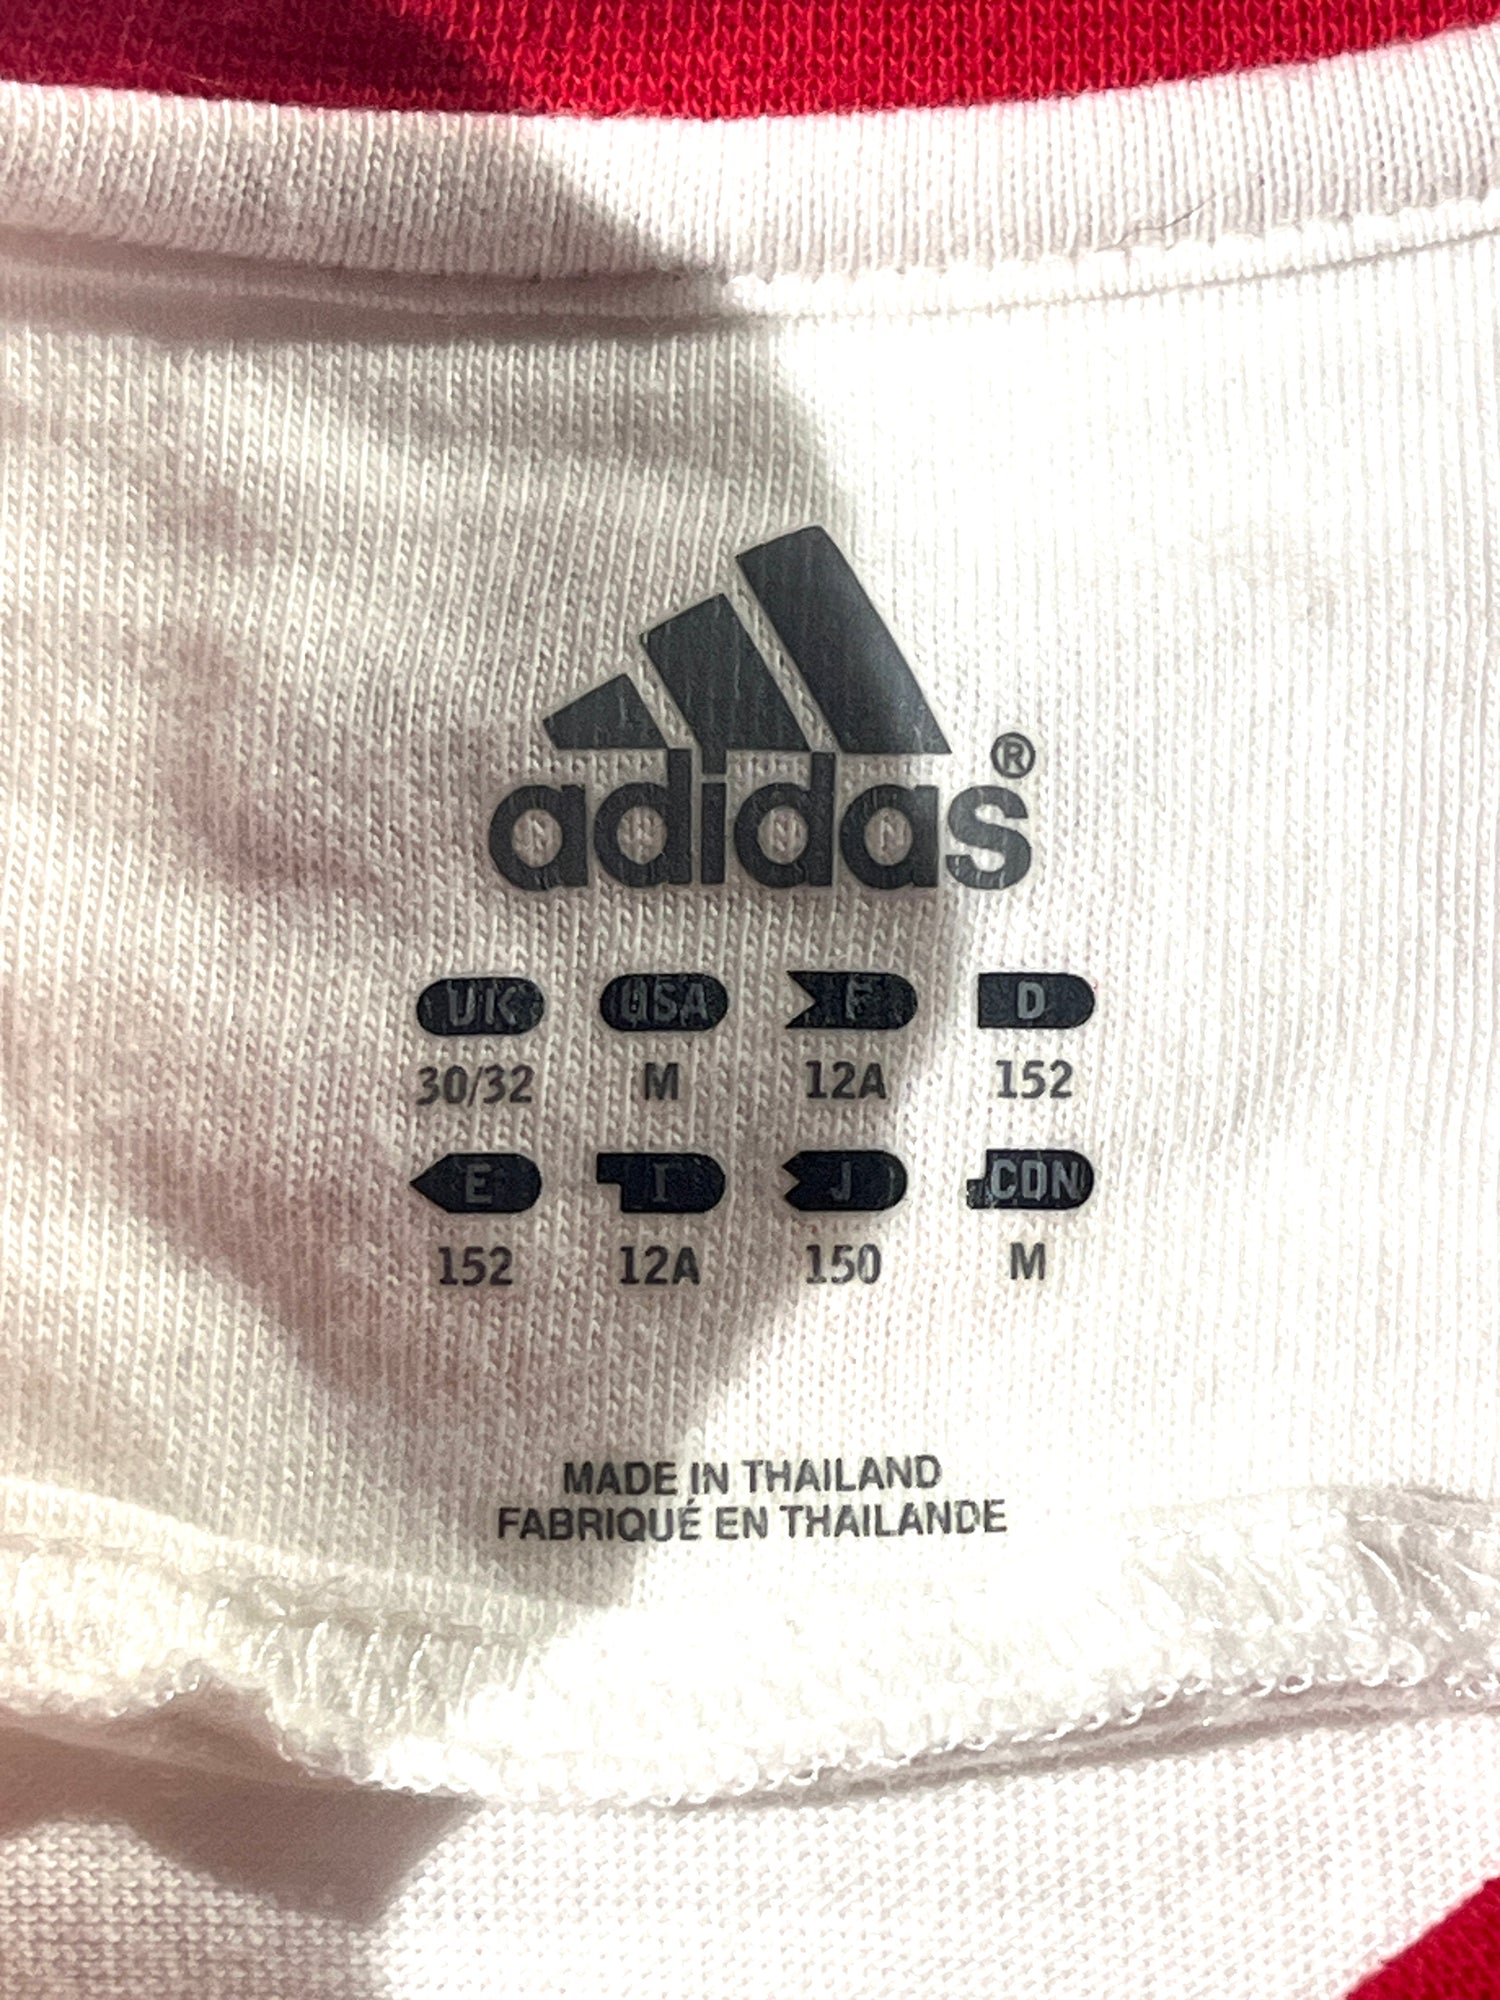 adidas®
UK USA F D
30/32 M 12A 152
E I J CDN
152 12A 150 M
MADE IN THAILAND
FABRIQUÉ EN THAILANDE